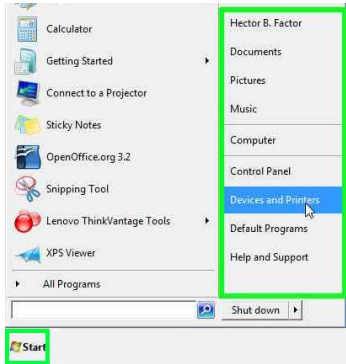 Calculator
Getting Started
Connect to a Projector
Sticky Notes
OpenOffice.org 3.2
Snipping Tool
Lenovo ThinkVantage Tools
XPS Viewer
All Programs
Hector B. Factor
Documents
Pictures
Music
Computer
Control Panel
Devices and Printers
Default Programs
Help and Support
Shut down
Start